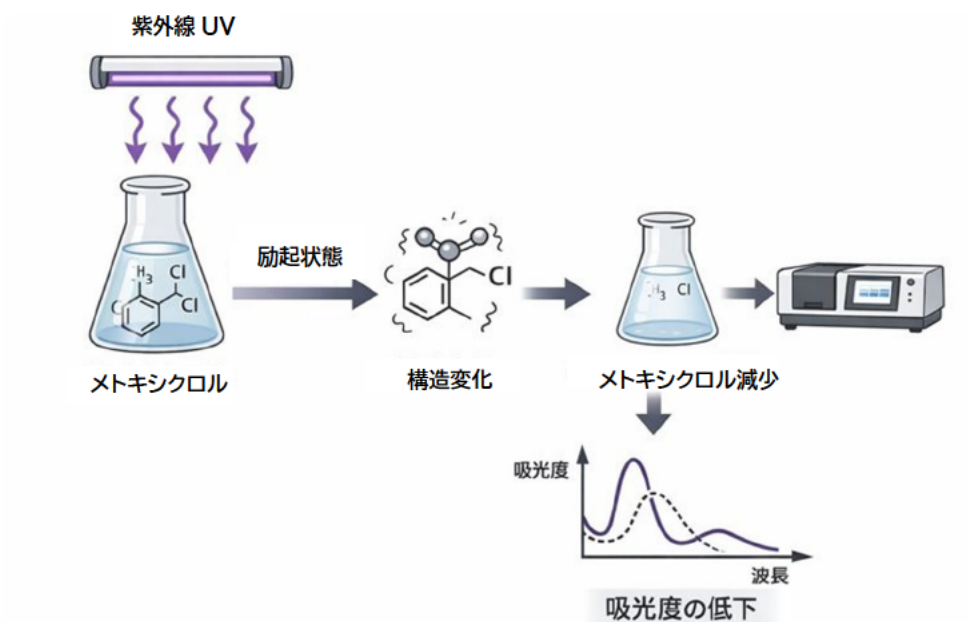 紫外線 UV
H3
Cl
C
Cl
励起状態
Cl
H3 Cl
メトキシクロル
構造変化
メトキシクロル減少
吸光度
波長
吸光度の低下